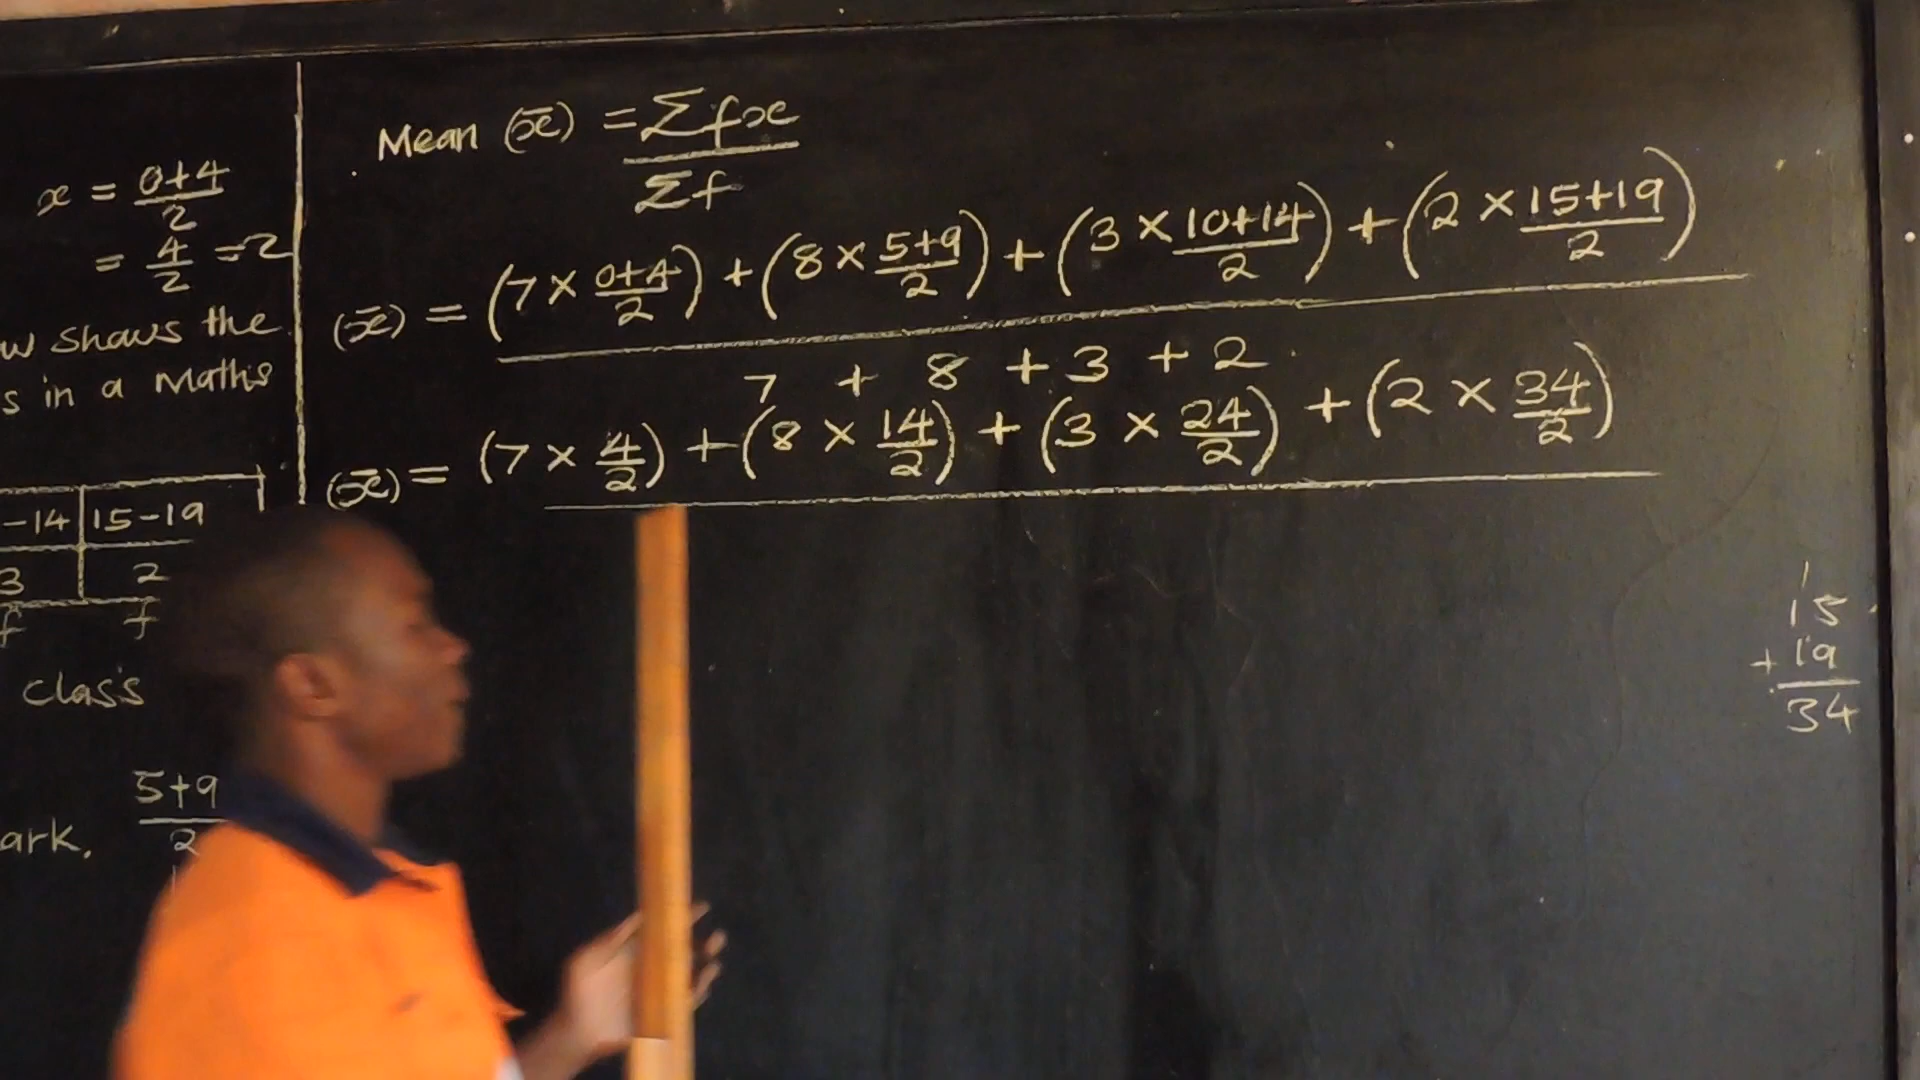 x = 0+4/2
= 4/2 = 2
w shows the
s in a Maths
-14 | 15-19
3 | 2
f f
class
5+9/2
ark.
Mean (x̄) = Σfx/Σf
(x̄) = (7 × 0+4/2) + (8 × 5+9/2) + (3 × 10+14/2) + (2 × 15+19/2)
7 + 8 + 3 + 2
(x̄) = (7 × 4/2) + (8 × 14/2) + (3 × 24/2) + (2 × 34/2)
1
15
+ 19
34